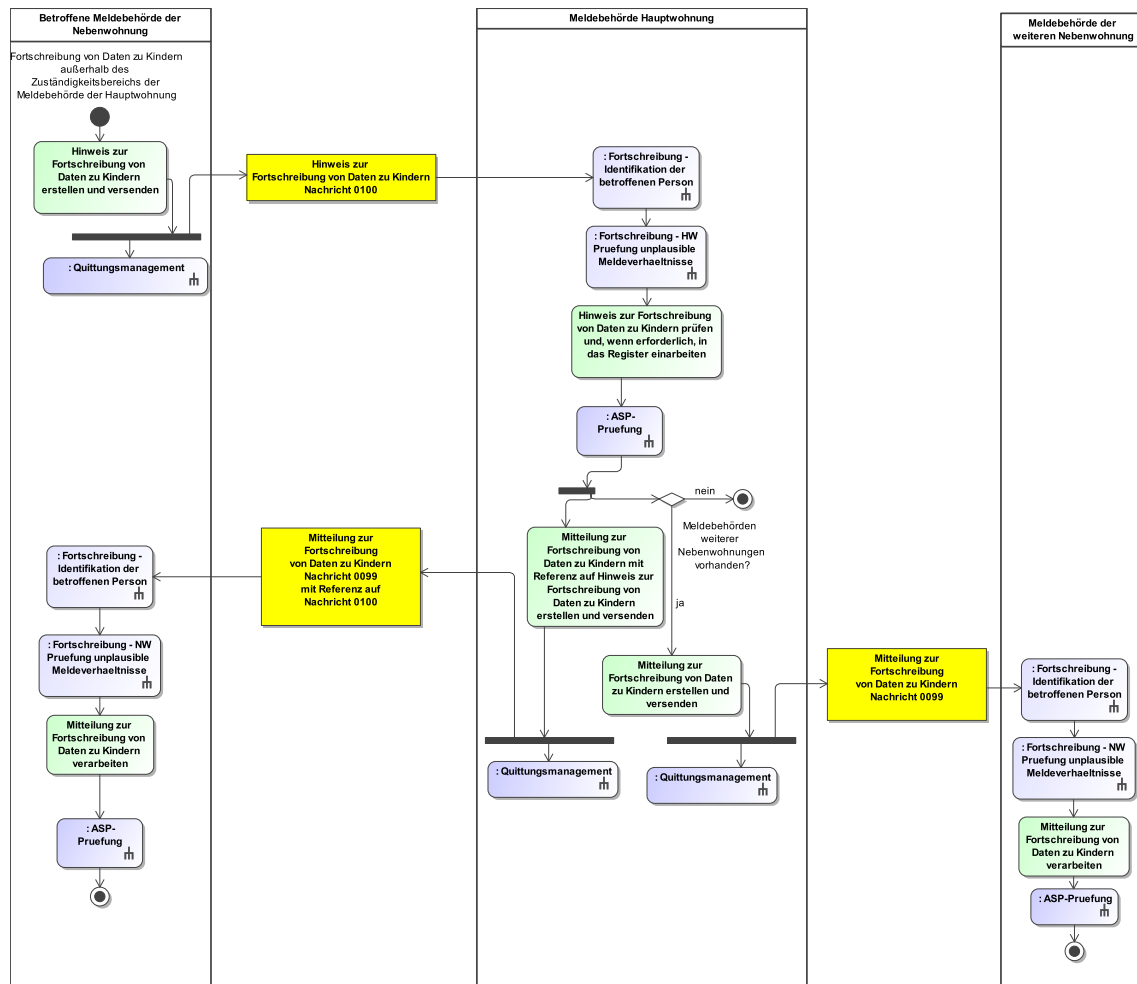 Betroffene Meldebehörde der
Nebenwohnung
Fortschreibung von Daten zu Kindern
außerhalb des
Zuständigkeitsbereichs der
Meldebehörde der Hauptwohnung
Hinweis zur
Fortschreibung von
Daten zu Kindern
erstellen und versenden
: Quittungsmanagement
Hinweis zur
Fortschreibung von Daten zu Kindern
Nachricht 0100
Meldebehörde Hauptwohnung
: Fortschreibung -
Identifikation der
betroffenen Person
: Fortschreibung - HW
Pruefung unplausible
Meldeverhaeltnisse
Hinweis zur Fortschreibung
von Daten zu Kindern prüfen
und, wenn erforderlich, in
das Register einarbeiten
: ASP-
Pruefung
nein
Meldebehörden
weiterer
Nebenwohnungen
vorhanden?
ja
Mitteilung zur
Fortschreibung von
Daten zu Kindern mit
Referenz auf Hinweis zur
Fortschreibung von
Daten zu Kindern
erstellen und versenden
Mitteilung zur
Fortschreibung von Daten
zu Kindern erstellen und
versenden
: Quittungsmanagement
: Quittungsmanagement
Mitteilung zur
Fortschreibung
von Daten zu Kindern
Nachricht 0099
mit Referenz auf
Nachricht 0100
: Fortschreibung -
Identifikation der
betroffenen Person
: Fortschreibung - NW
Pruefung unplausible
Meldeverhaeltnisse
Mitteilung zur
Fortschreibung von
Daten zu Kindern
verarbeiten
: ASP-
Pruefung
Mitteilung zur
Fortschreibung
von Daten zu Kindern
Nachricht 0099
Meldebehörde der
weiteren Nebenwohnung
: Fortschreibung -
Identifikation der
betroffenen Person
: Fortschreibung - NW
Pruefung unplausible
Meldeverhaeltnisse
Mitteilung zur
Fortschreibung von
Daten zu Kindern
verarbeiten
: ASP-Pruefung